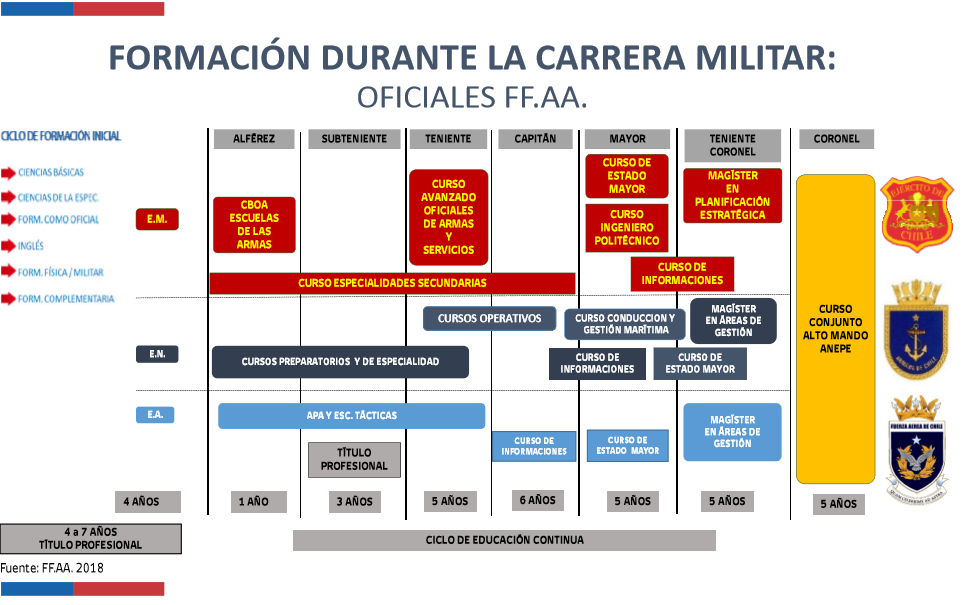 FORMACIÓN DURANTE LA CARRERA MILITAR:
OFICIALES FF.AA.
CICLO DE FORMACIÓN INICIAL
CIENCIAS BÁSICAS
CIENCIAS DE LA ESPEC.
FORM. COMO OFICIAL
INGLÉS
FORM. FÍSICA / MILITAR
FORM. COMPLEMENTARIA
ALFÉREZ
SUBTENIENTE
TENIENTE
CAPITÁN
MAYOR
TENIENTE
CORONEL
CORONEL
E.M.
CBOA
ESCUELAS
DE LAS
ARMAS
CURSO
AVANZADO
OFICIALES
DE ARMAS
Y
SERVICIOS
CURSO DE
ESTADO
MAYOR
CURSO
INGENIERO
POLITÉCNICO
MAGÍSTER
EN
PLANIFICACIÓN
ESTRATÉGICA
CURSO DE
INFORMACIONES
CURSO ESPECIALIDADES SECUNDARIAS
E.N.
CURSOS OPERATIVOS
CURSO CONDUCCION Y
GESTIÓN MARÍTIMA
MAGÍSTER
EN ÁREAS DE
GESTIÓN
CURSOS PREPARATORIOS Y DE ESPECIALIDAD
CURSO DE
INFORMACIONES
CURSO DE
ESTADO MAYOR
E.A.
APA Y ESC. TÁCTICAS
TÍTULO
PROFESIONAL
CURSO DE
INFORMACIONES
CURSO DE
ESTADO MAYOR
MAGÍSTER
EN ÁREAS DE
GESTIÓN
CURSO
CONJUNTO
ALTO MANDO
ANEPE
EJÉRCITO DE
CHILE
ARMADA DE CHILE
FUERZA AEREA DE CHILE
4 AÑOS
1 AÑO
3 AÑOS
5 AÑOS
6 AÑOS
5 AÑOS
5 AÑOS
5 AÑOS
4 a 7 AÑOS
TÍTULO PROFESIONAL
CICLO DE EDUCACIÓN CONTINUA
Fuente: FF.AA. 2018